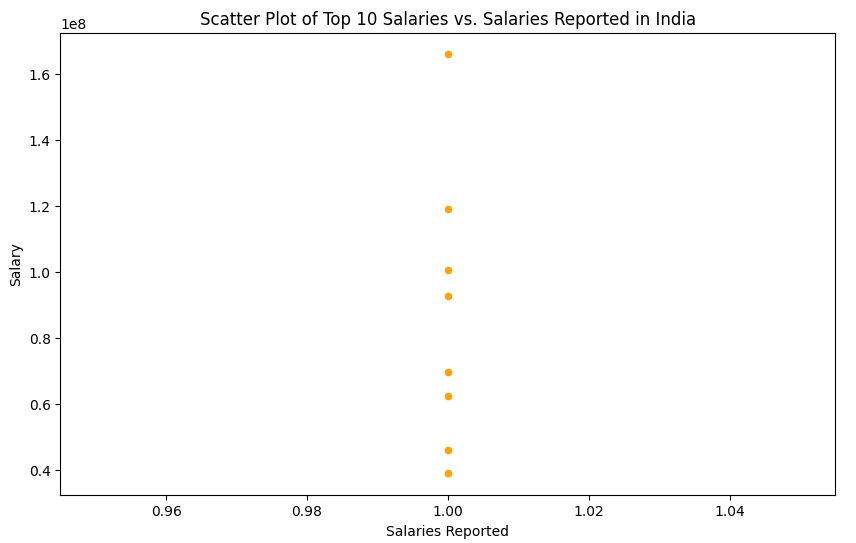 Scatter Plot of Top 10 Salaries vs. Salaries Reported in India
1e8
1.6
1.4
1.2
1.0
0.8
0.6
0.4
Salary
0.96 0.98 1.00 1.02 1.04
Salaries Reported